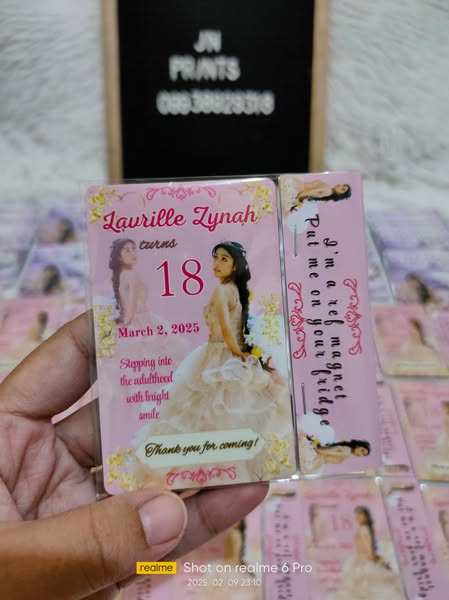 JN
PRINTS
Laurille Zynah
turns
18
March 2, 2025
Stepping into
the adulthood
with bright
smile
Thank you for coming!
I'm a ref magnet
Put me on your fridge
realme
Shot on realme 6 Pro
2025.02.09 23:10